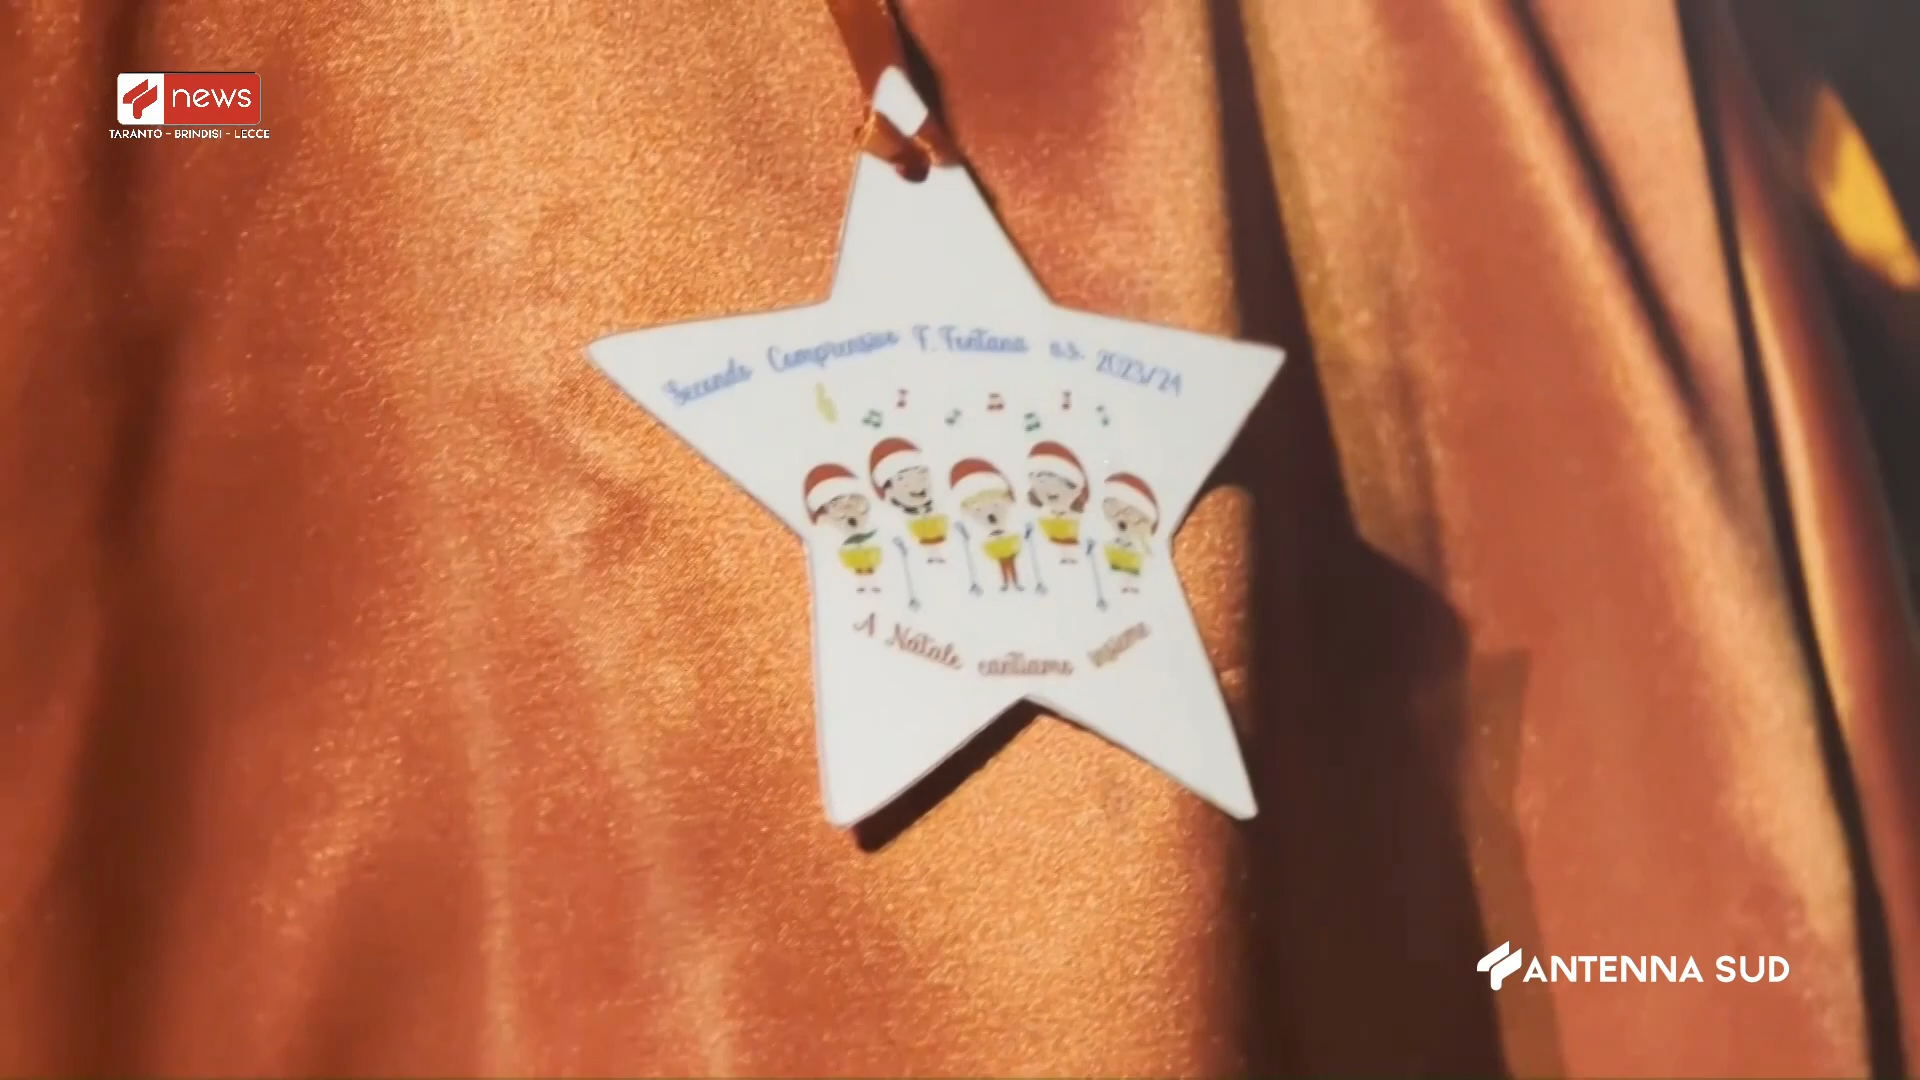 news
TARANTO - BRINDISI - LECCE
Secondo Comprensivo F. Fontana a.s. 2023/24
A Natale cantiamo insieme
ANTENNA SUD